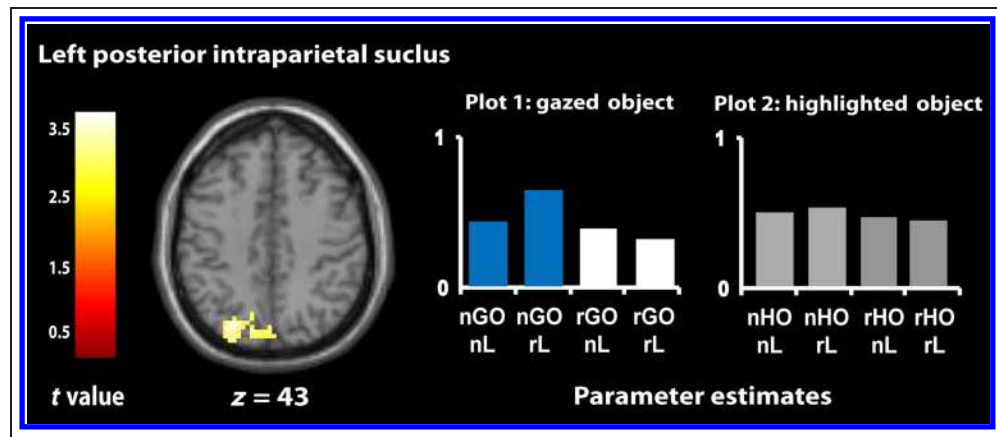 Left posterior intraparietal suclus
3.5
2.5
1.5
0.5
t value
z = 43
Plot 1: gazed object
1
0
nGO nGO rGO rGO
nL rL nL rL
Plot 2: highlighted object
1
0
nHO nHO rHO rHO
nL rL nL rL
Parameter estimates